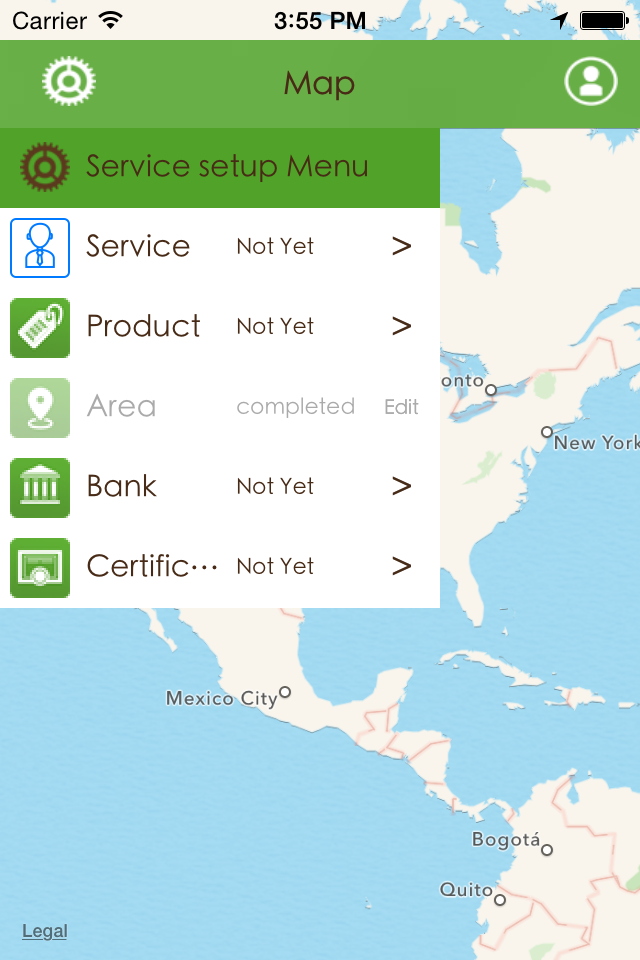 Carrier 3:55 PM
Map
Service setup Menu
Service Not Yet >
Product Not Yet >
Area completed Edit
Bank Not Yet >
Certific... Not Yet >
onto
New York
Mexico City
Bogotá
Quito
Legal